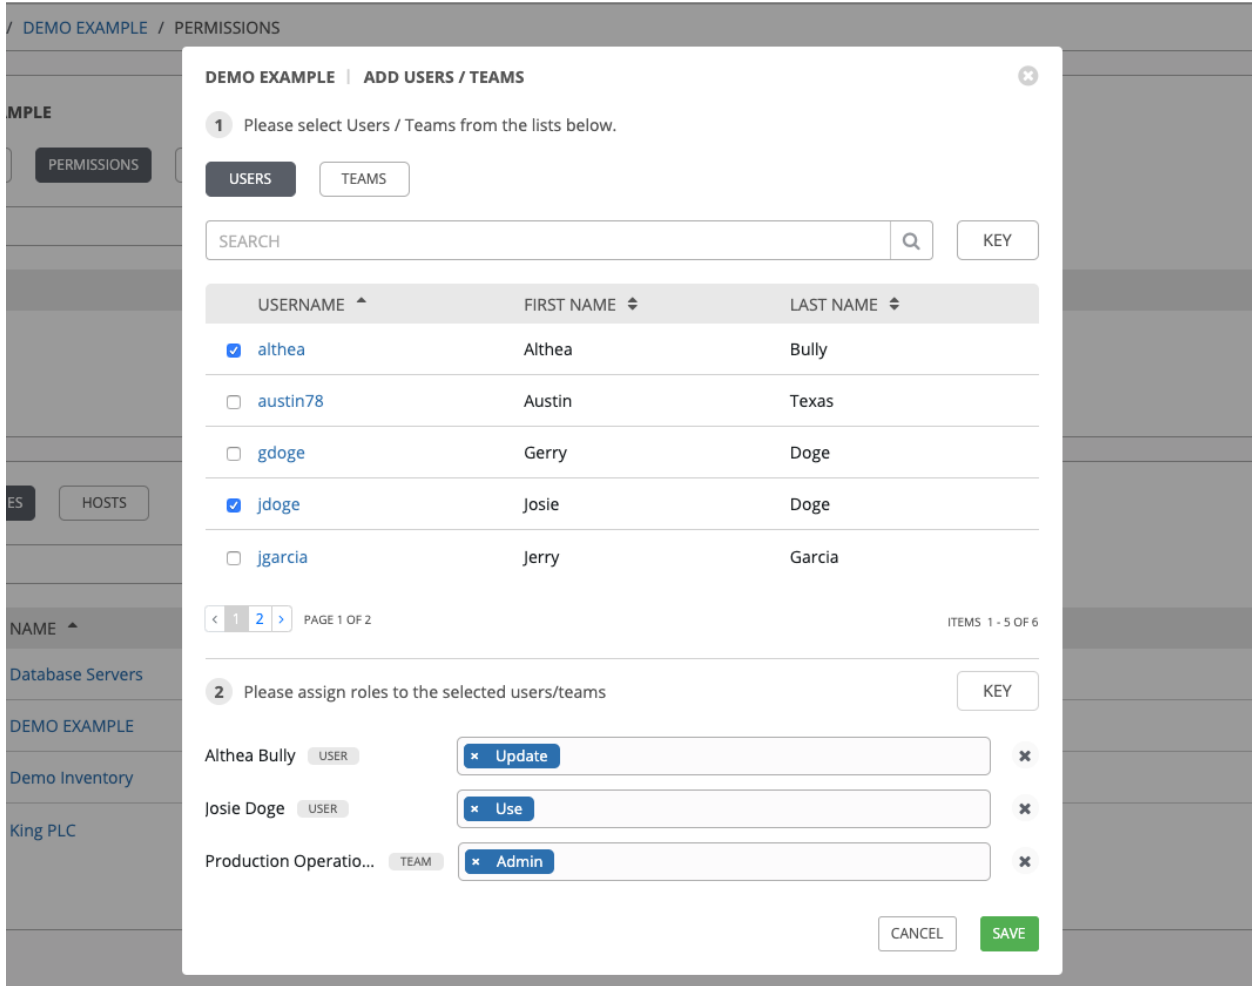 / DEMO EXAMPLE / PERMISSIONS
DEMO EXAMPLE | ADD USERS / TEAMS
MPLE
1 Please select Users / Teams from the lists below.
PERMISSIONS
USERS TEAMS
SEARCH KEY
USERNAME FIRST NAME LAST NAME
althea Althea Bully
austin78 Austin Texas
gdoge Gerry Doge
ES HOSTS
jdoge Josie Doge
jgarcia Jerry Garcia
< 1 2 > PAGE 1 OF 2 ITEMS 1 - 5 OF 6
NAME
Database Servers
2 Please assign roles to the selected users/teams KEY
DEMO EXAMPLE
Althea Bully USER × Update ×
Demo Inventory
Josie Doge USER × Use ×
King PLC
Production Operatio... TEAM × Admin ×
CANCEL SAVE